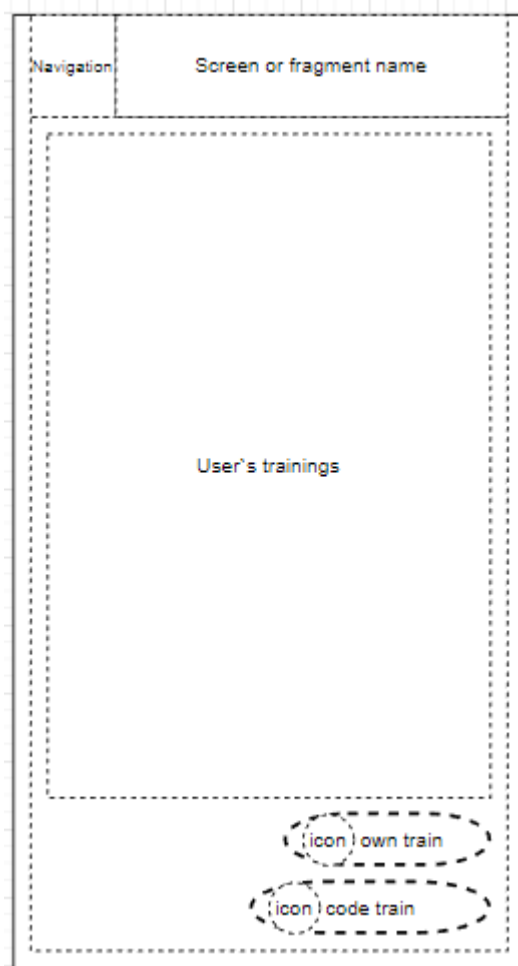 Navigation
Screen or fragment name
User`s trainings
icon own train
icon code train